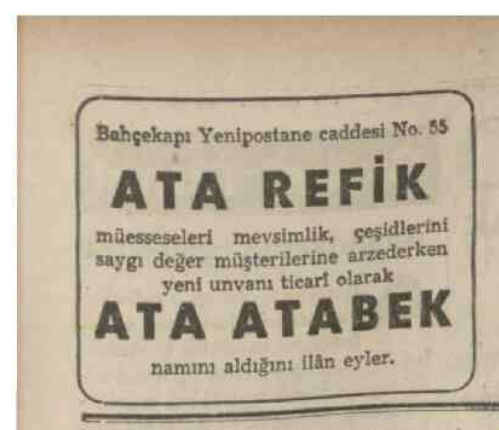 Bahçekapı Yenipostane caddesi No. 55
ATA REFİK
müesseseleri mevsimlik, çeşidlerini
saygı değer müşterilerine arzederken
yeni unvanı ticarî olarak
ATA ATABEK
namını aldığını ilân eyler.